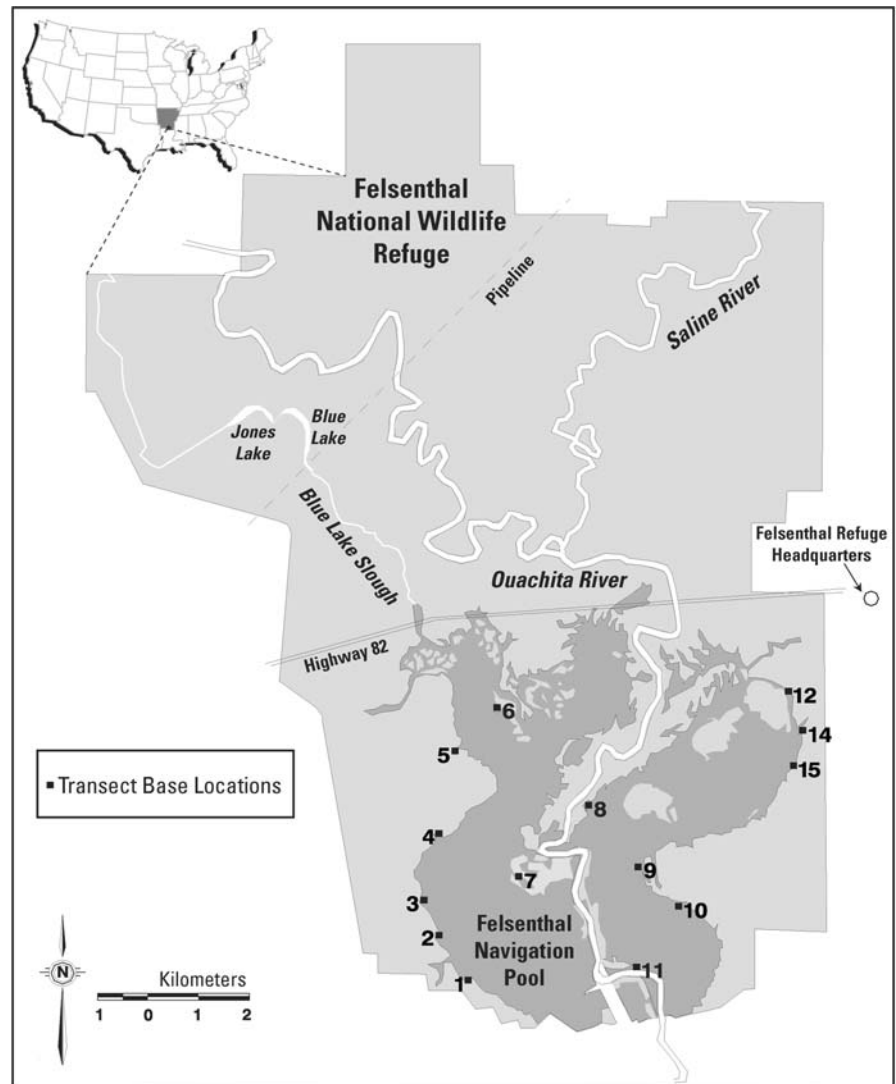 Felsenthal
National Wildlife
Refuge
Pipeline
Saline River
Jones
Lake
Blue
Lake
Blue Lake Slough
Felsenthal Refuge
Headquarters
Ouachita River
Highway 82
12
6
14
5
15
Transect Base Locations
8
4
9
7
3
10
Felsenthal
Navigation
Pool
2
11
1
N
Kilometers
1 0 1 2